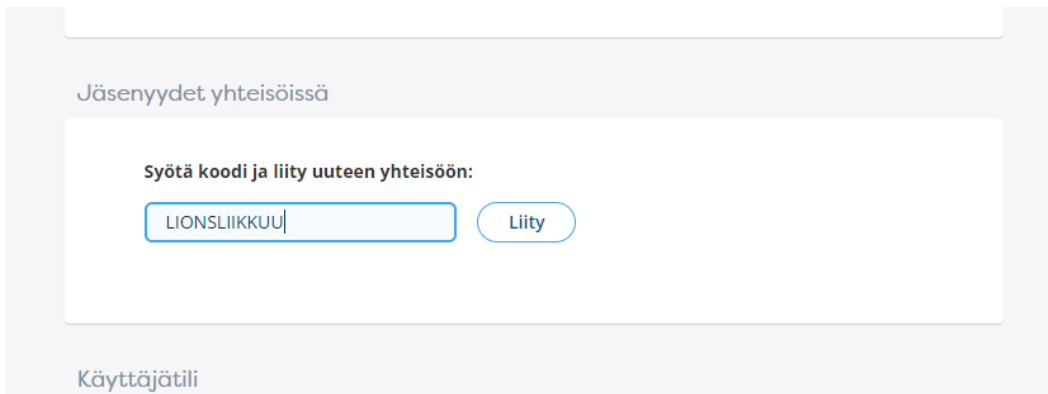 Jäsenyydet yhteisöissä
Syötä koodi ja liity uuteen yhteisöön:
LIONSLIIKKUU
Liity
Käyttäjätili